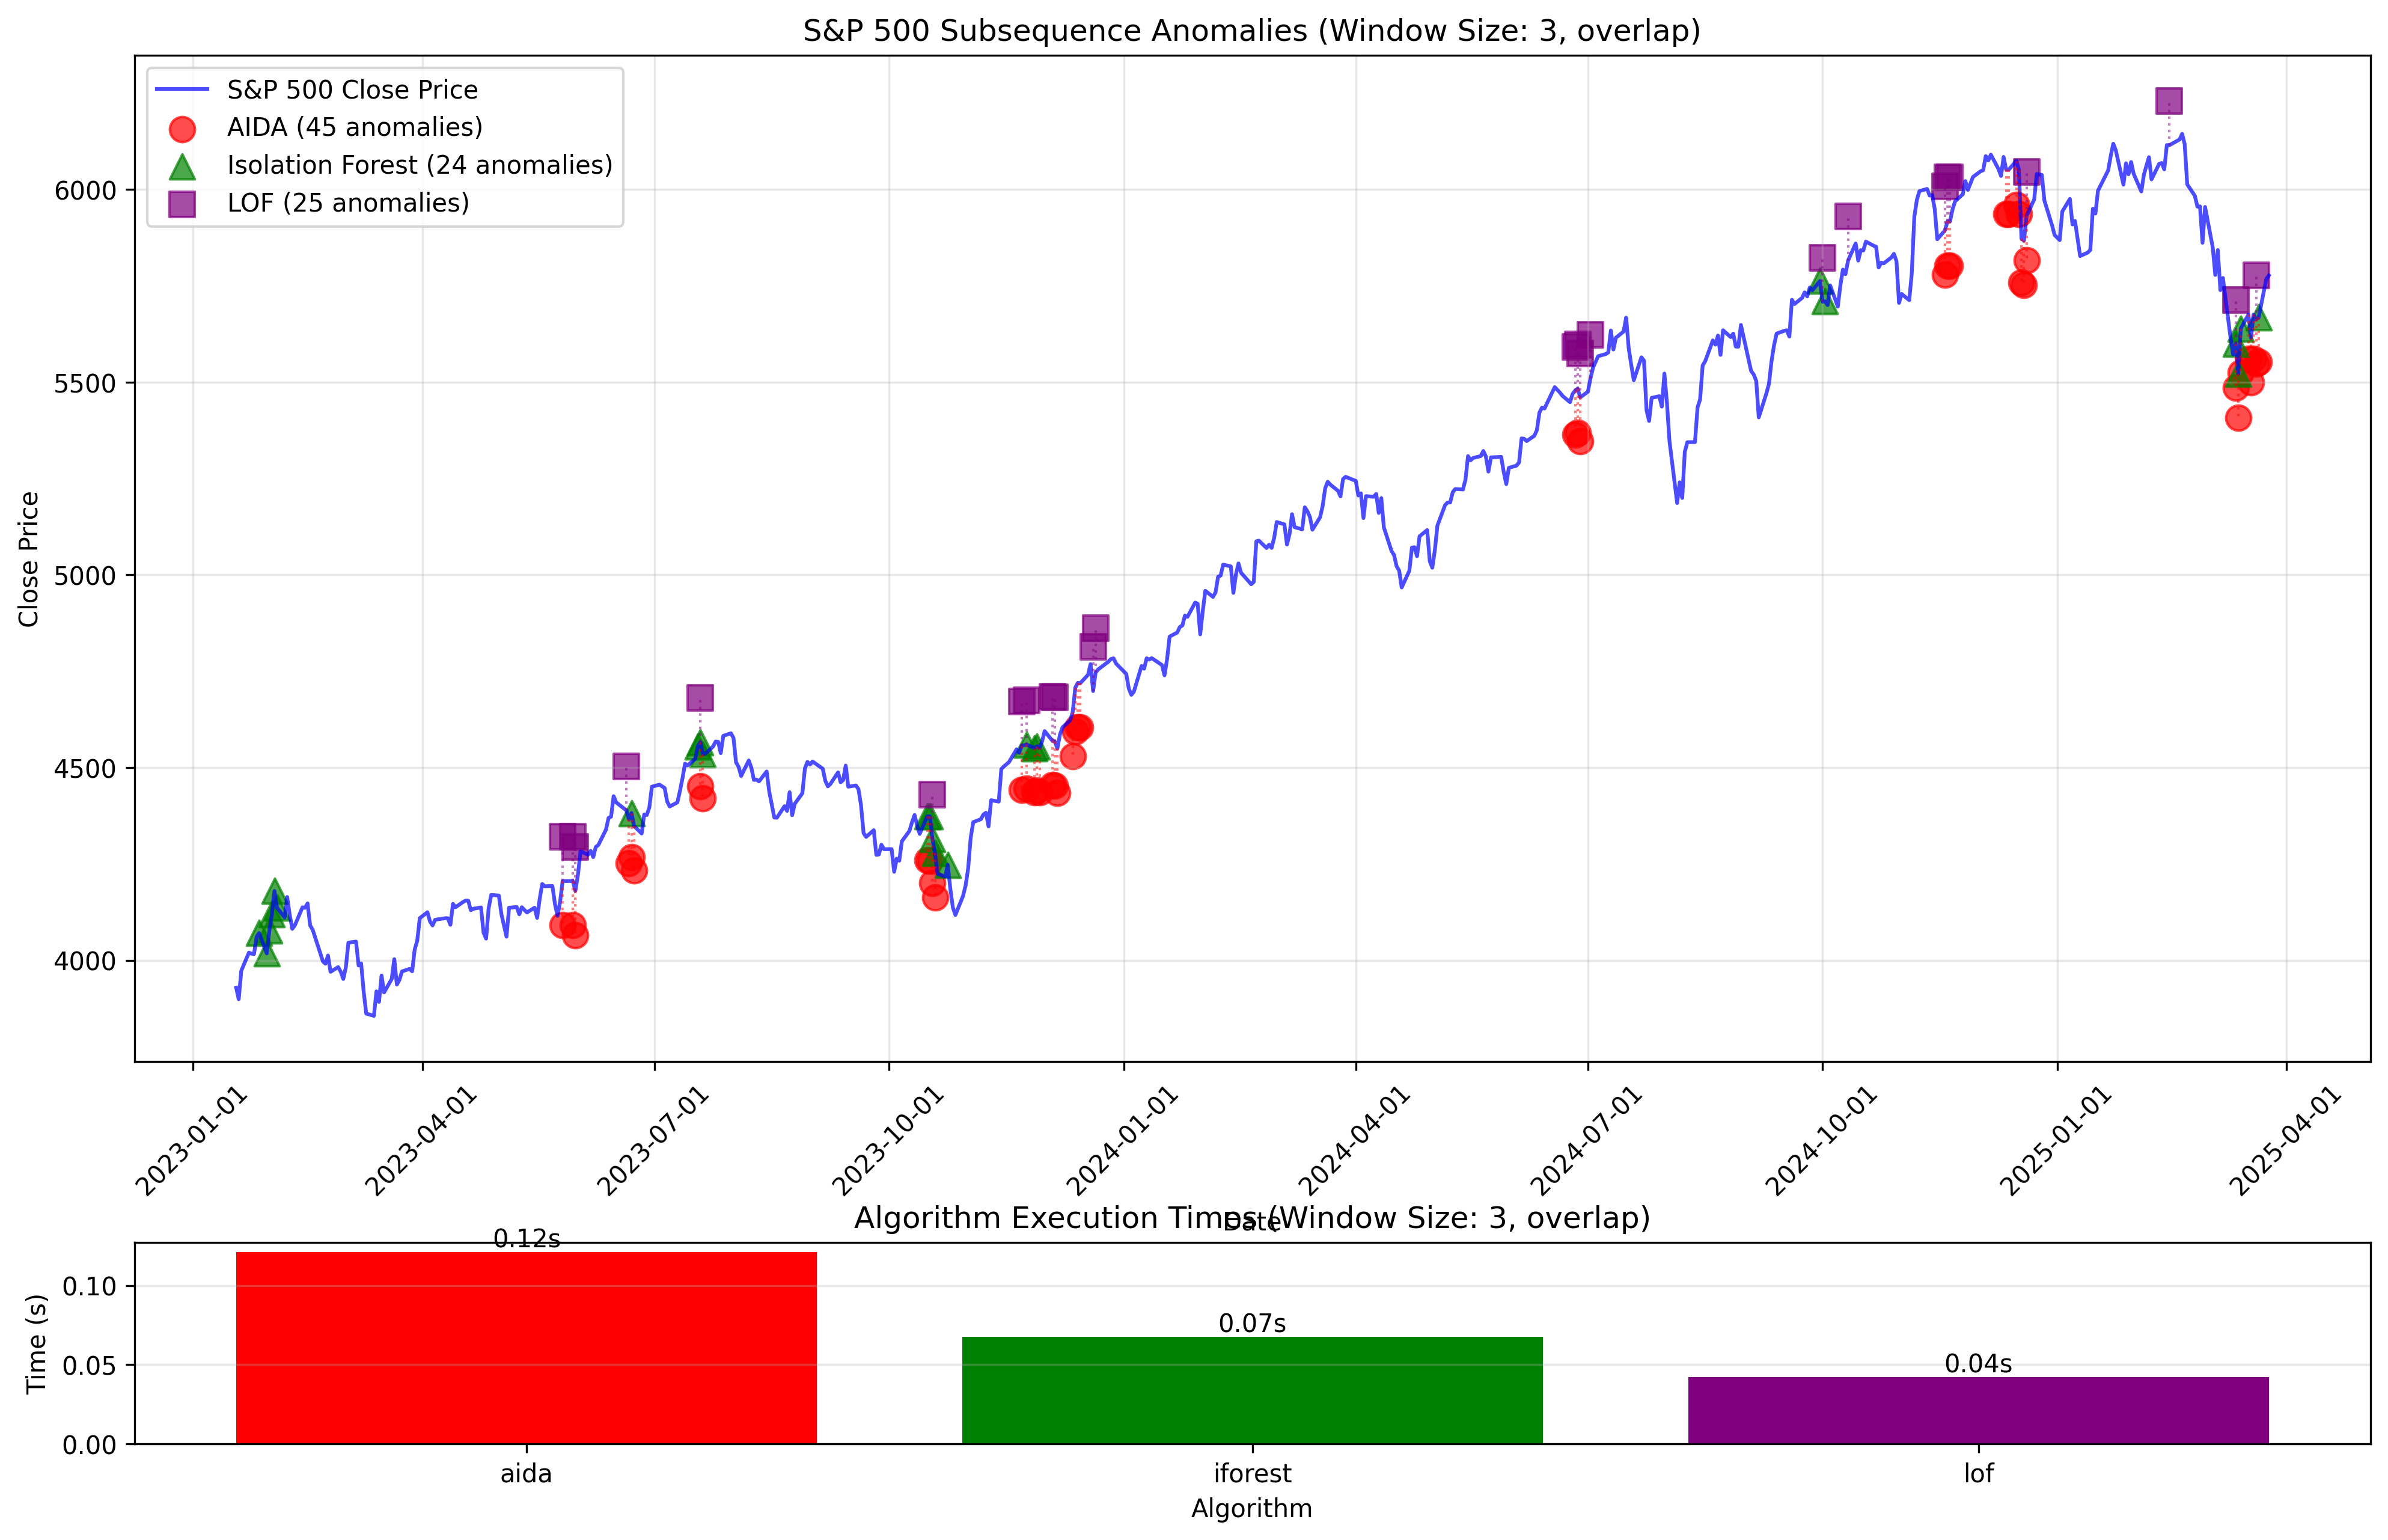 S&P 500 Subsequence Anomalies (Window Size: 3, overlap)
S&P 500 Close Price
AIDA (45 anomalies)
Isolation Forest (24 anomalies)
LOF (25 anomalies)
Close Price
6000
5500
5000
4500
4000
2023-01-01
2023-04-01
2023-07-01
2023-10-01
2024-01-01
2024-04-01
2024-07-01
2024-10-01
2025-01-01
2025-04-01
Date
Algorithm Execution Times (Window Size: 3, overlap)
Time (s)
0.10
0.05
0.00
0.12s
0.07s
0.04s
aida
iforest
lof
Algorithm